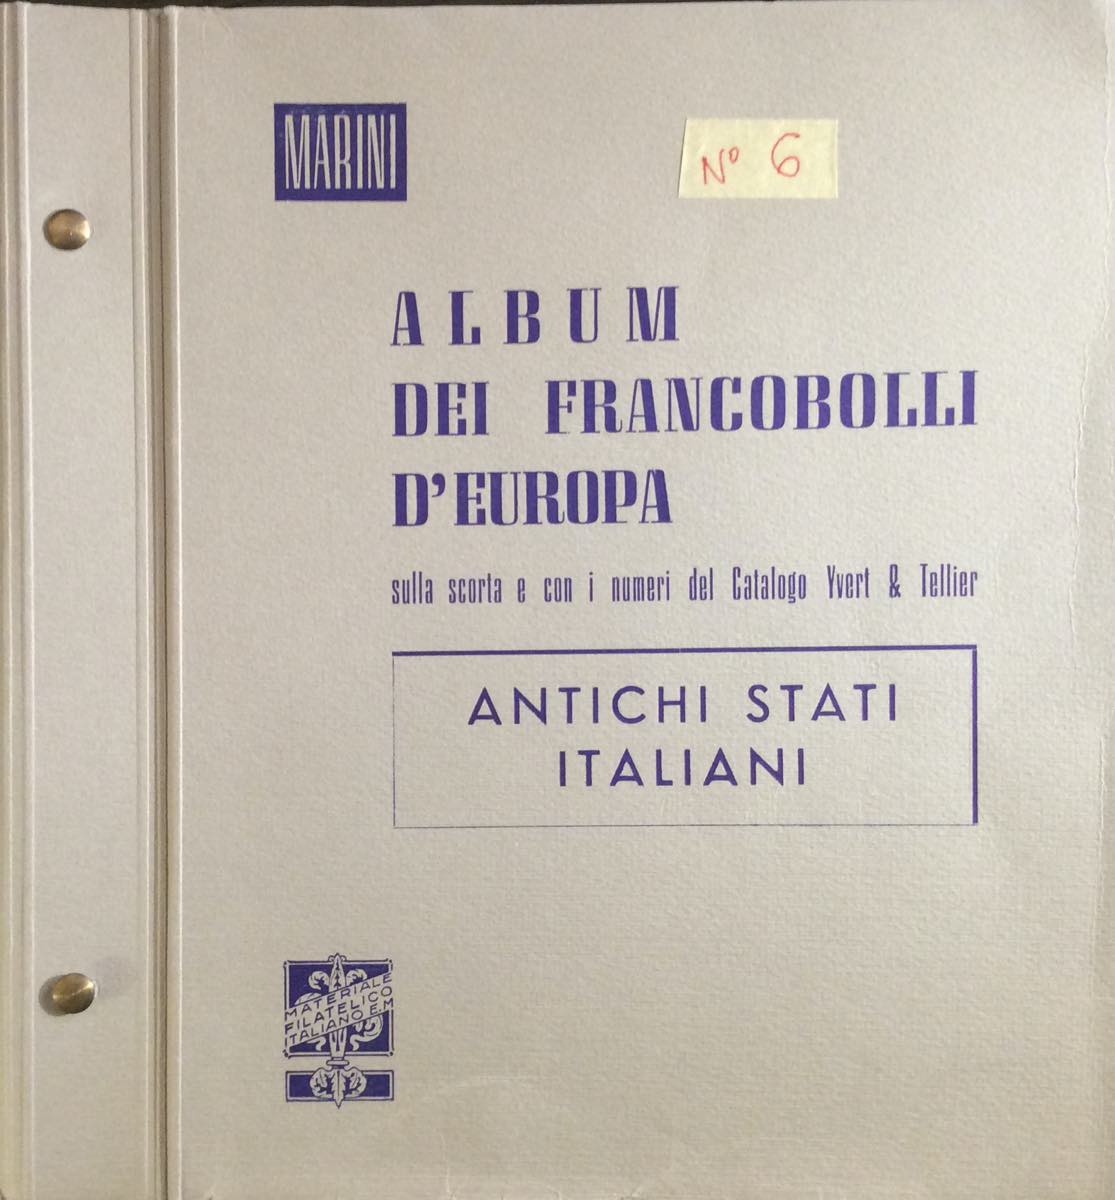 MARINI
Nº 6
ALBUM
DEI FRANCOBOLLI
D'EUROPA
sulla scorta e con i numeri del Catalogo Yvert & Tellier
ANTICHI STATI
ITALIANI
MATERIALE
FILATELICO
ITALIANO E.M